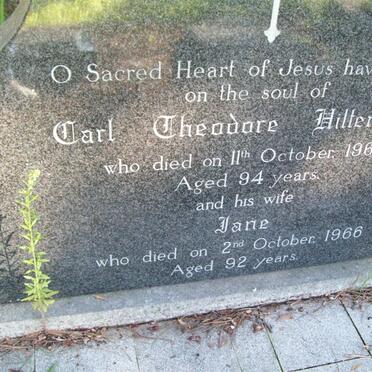 O Sacred Heart of Jesus hav
on the soul of
Carl Theodore Hiller
who died on 11th October, 196
Aged 94 years.
and his wife
Jane
who died on 2nd October, 1966
Aged 92 years.